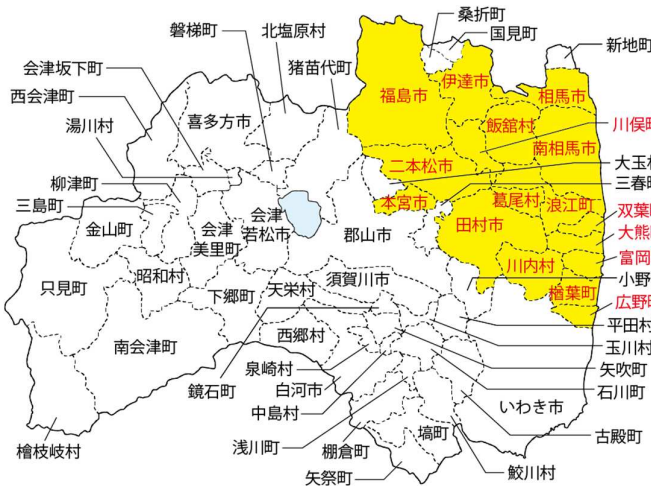 桑折町
国見町
新地町
磐梯町
北塩原村
猪苗代町
会津坂下町
西会津町
湯川村
喜多方市
福島市
伊達市
相馬市
飯舘村
川俣町
南相馬市
二本松市
大玉村
三春町
柳津町
三島町
金山町
会津
美里町
会津
若松市
本宮市
葛尾村
浪江町
双葉町
大熊町
田村市
郡山市
昭和村
川内村
富岡
小野
只見町
下郷町
天栄村
須賀川市
楢葉町
広野町
平田村
南会津町
西郷村
玉川村
泉崎村
矢吹町
鏡石町
白河市
石川町
中島村
いわき市
浅川町
古殿町
檜枝岐村
棚倉町
塙町
鮫川村
矢祭町